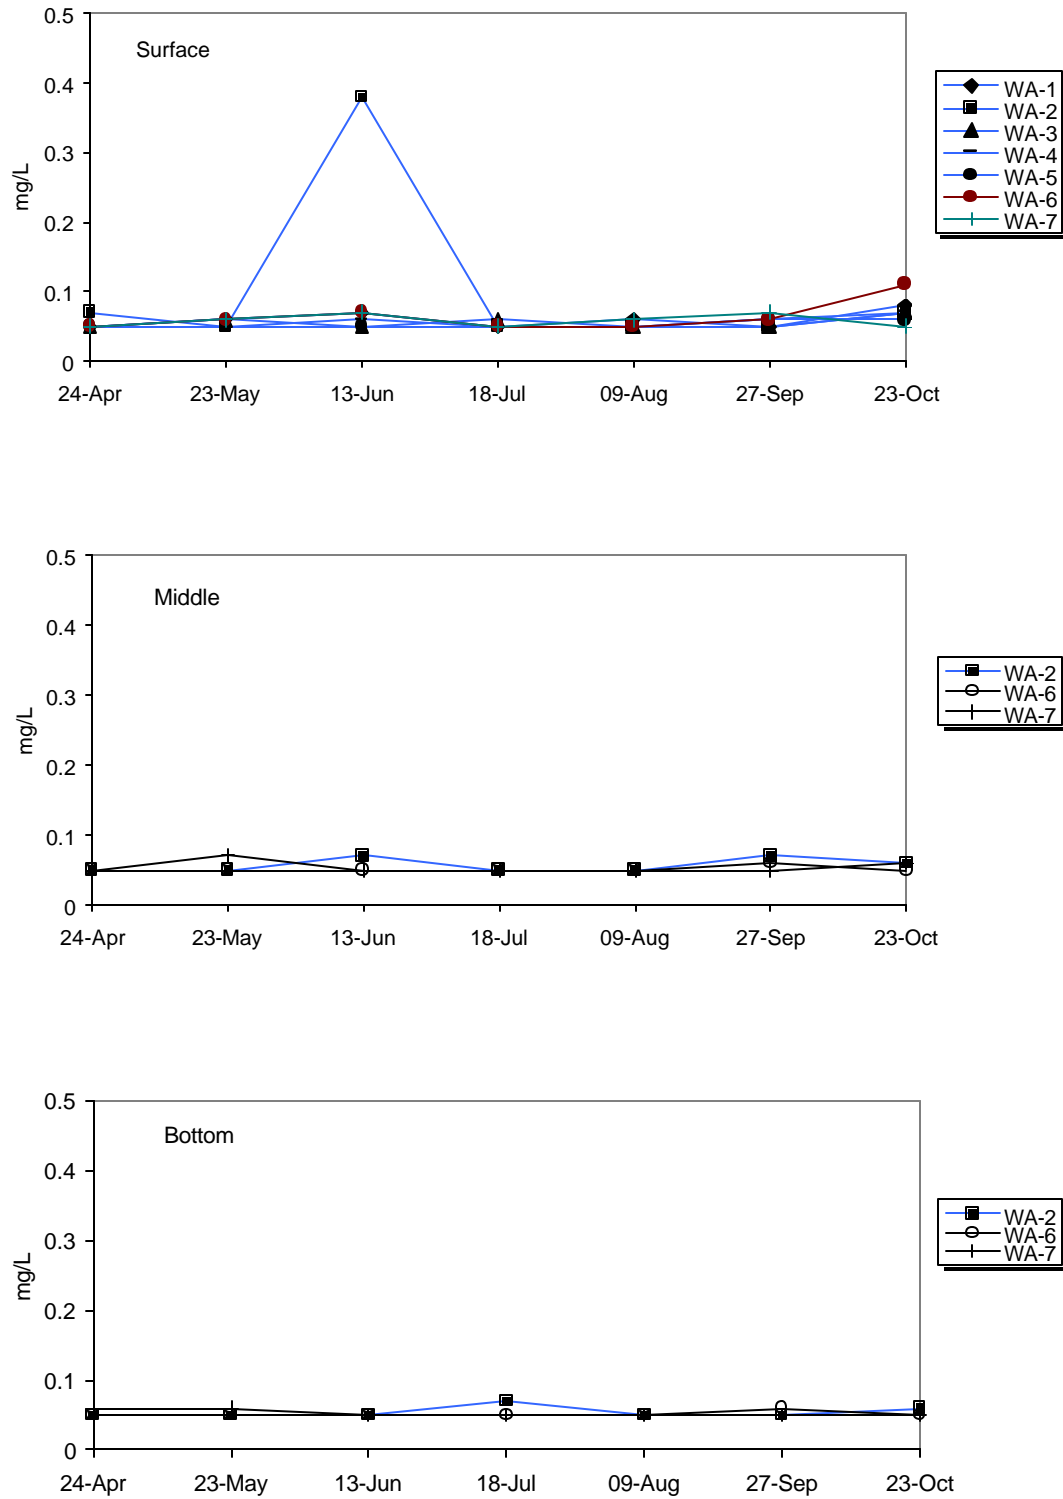 0.5
Surface
0.4
0.3
0.2
0.1
0
mg/L
24-Apr 23-May 13-Jun 18-Jul 09-Aug 27-Sep 23-Oct
WA-1
WA-2
WA-3
WA-4
WA-5
WA-6
WA-7
0.5
Middle
0.4
0.3
0.2
0.1
0
mg/L
24-Apr 23-May 13-Jun 18-Jul 09-Aug 27-Sep 23-Oct
WA-2
WA-6
WA-7
0.5
Bottom
0.4
0.3
0.2
0.1
0
mg/L
24-Apr 23-May 13-Jun 18-Jul 09-Aug 27-Sep 23-Oct
WA-2
WA-6
WA-7